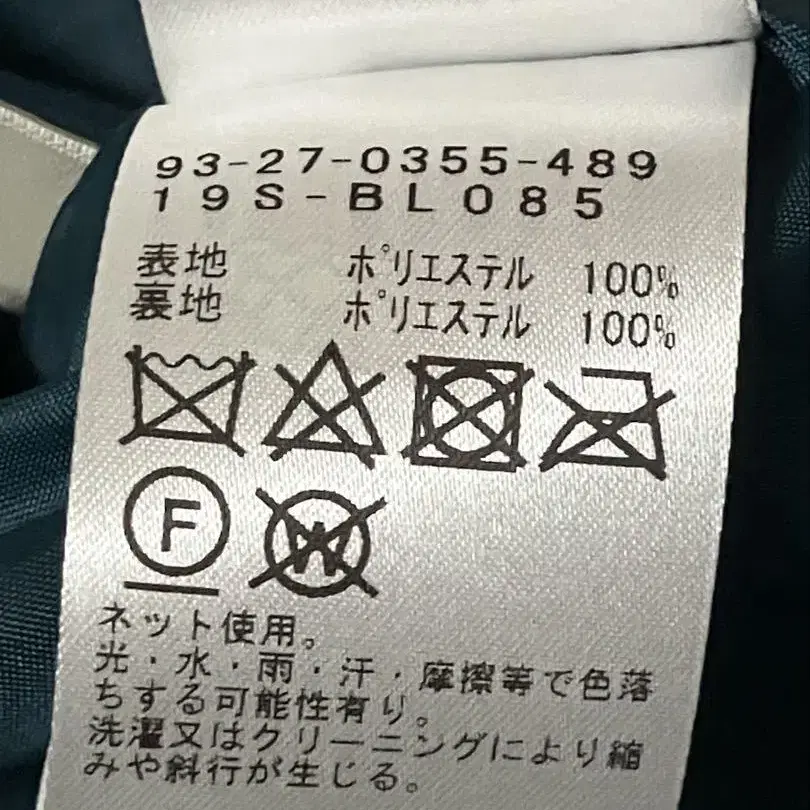 93-27-0355-489
19S-BL085
表地 ポリエステル 100%
裏地 ポリエステル 100%
F
W
ネット使用。
光・水・雨・汗・摩擦等で色落
ちする可能性有り。
洗濯又はクリーニングにより縮
みや斜行が生じる。